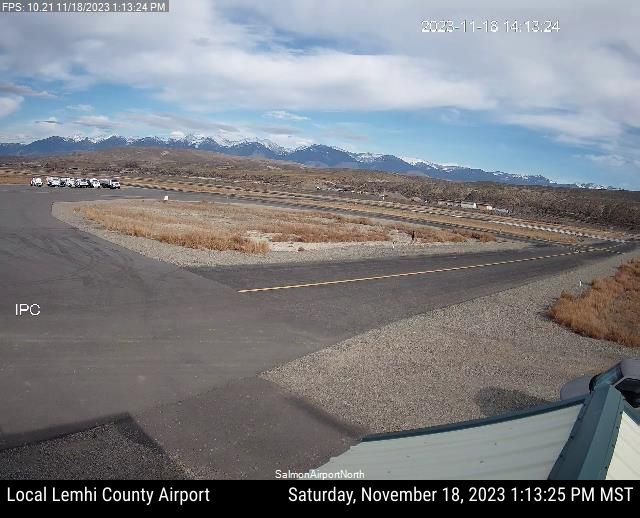 FPS: 10.21 11/18/2023 1:13:24 PM
2023-11-18 14:13:24
IPC
SalmonAirportNorth
Local Lemhi County Airport
Saturday, November 18, 2023 1:13:25 PM MST